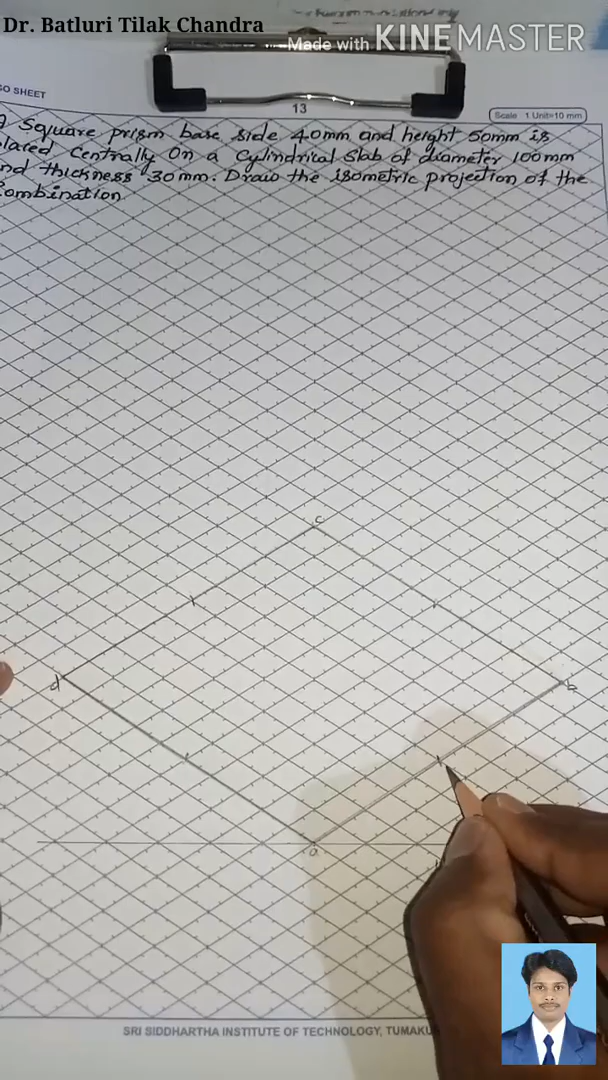 Dr. Batluri Tilak Chandra
Made with KINEMASTER
SHEET
13
Scale 1 Unit=10 mm
Square prism base side 40mm and height 50mm is
placed centrally on a cylindrical slab of diameter 100mm
and thickness 30mm. Draw the isometric projection of the
combination
c
d
b
a
SRI SIDDHARTHA INSTITUTE OF TECHNOLOGY, TUMAKU